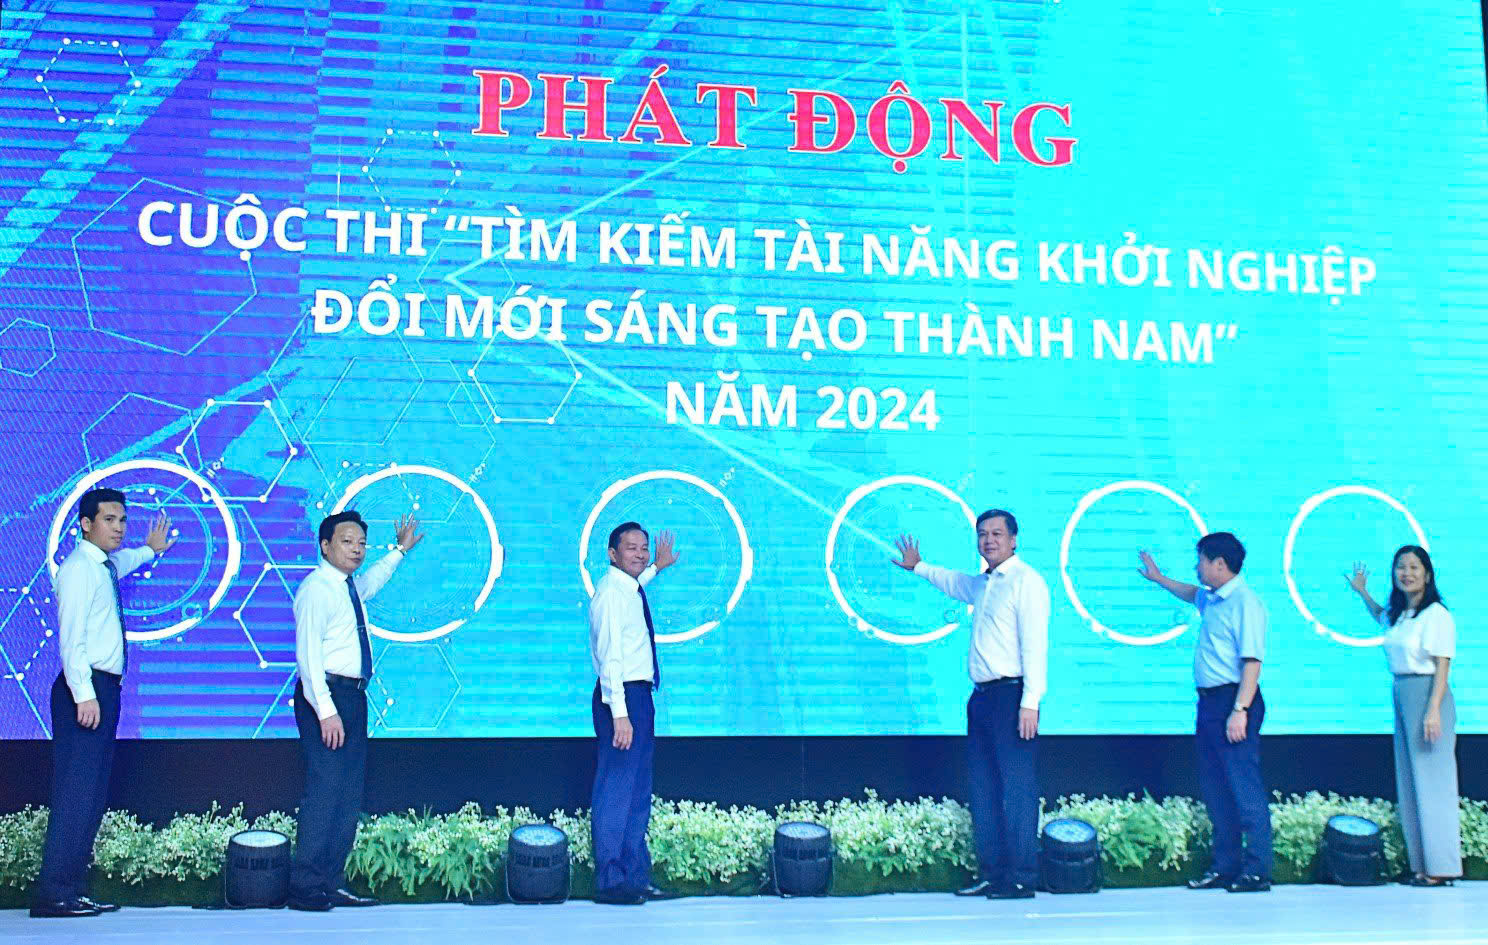 PHÁT ĐỘNG
CUỘC THI “TÌM KIẾM TÀI NĂNG KHỞI NGHIỆP
ĐỔI MỚI SÁNG TẠO THÀNH NAM”
NĂM 2024